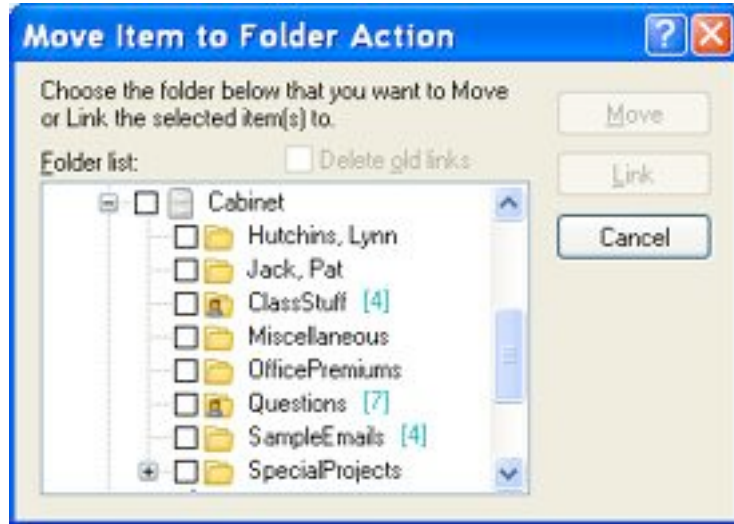 Move Item to Folder Action
Choose the folder below that you want to Move
or Link the selected item(s) to.
Move
Folder list:
Delete old links
Link
Cabinet
Cancel
Hutchins, Lynn
Jack, Pat
ClassStuff [4]
Miscellaneous
OfficePremiums
Questions [7]
SampleEmails [4]
SpecialProjects